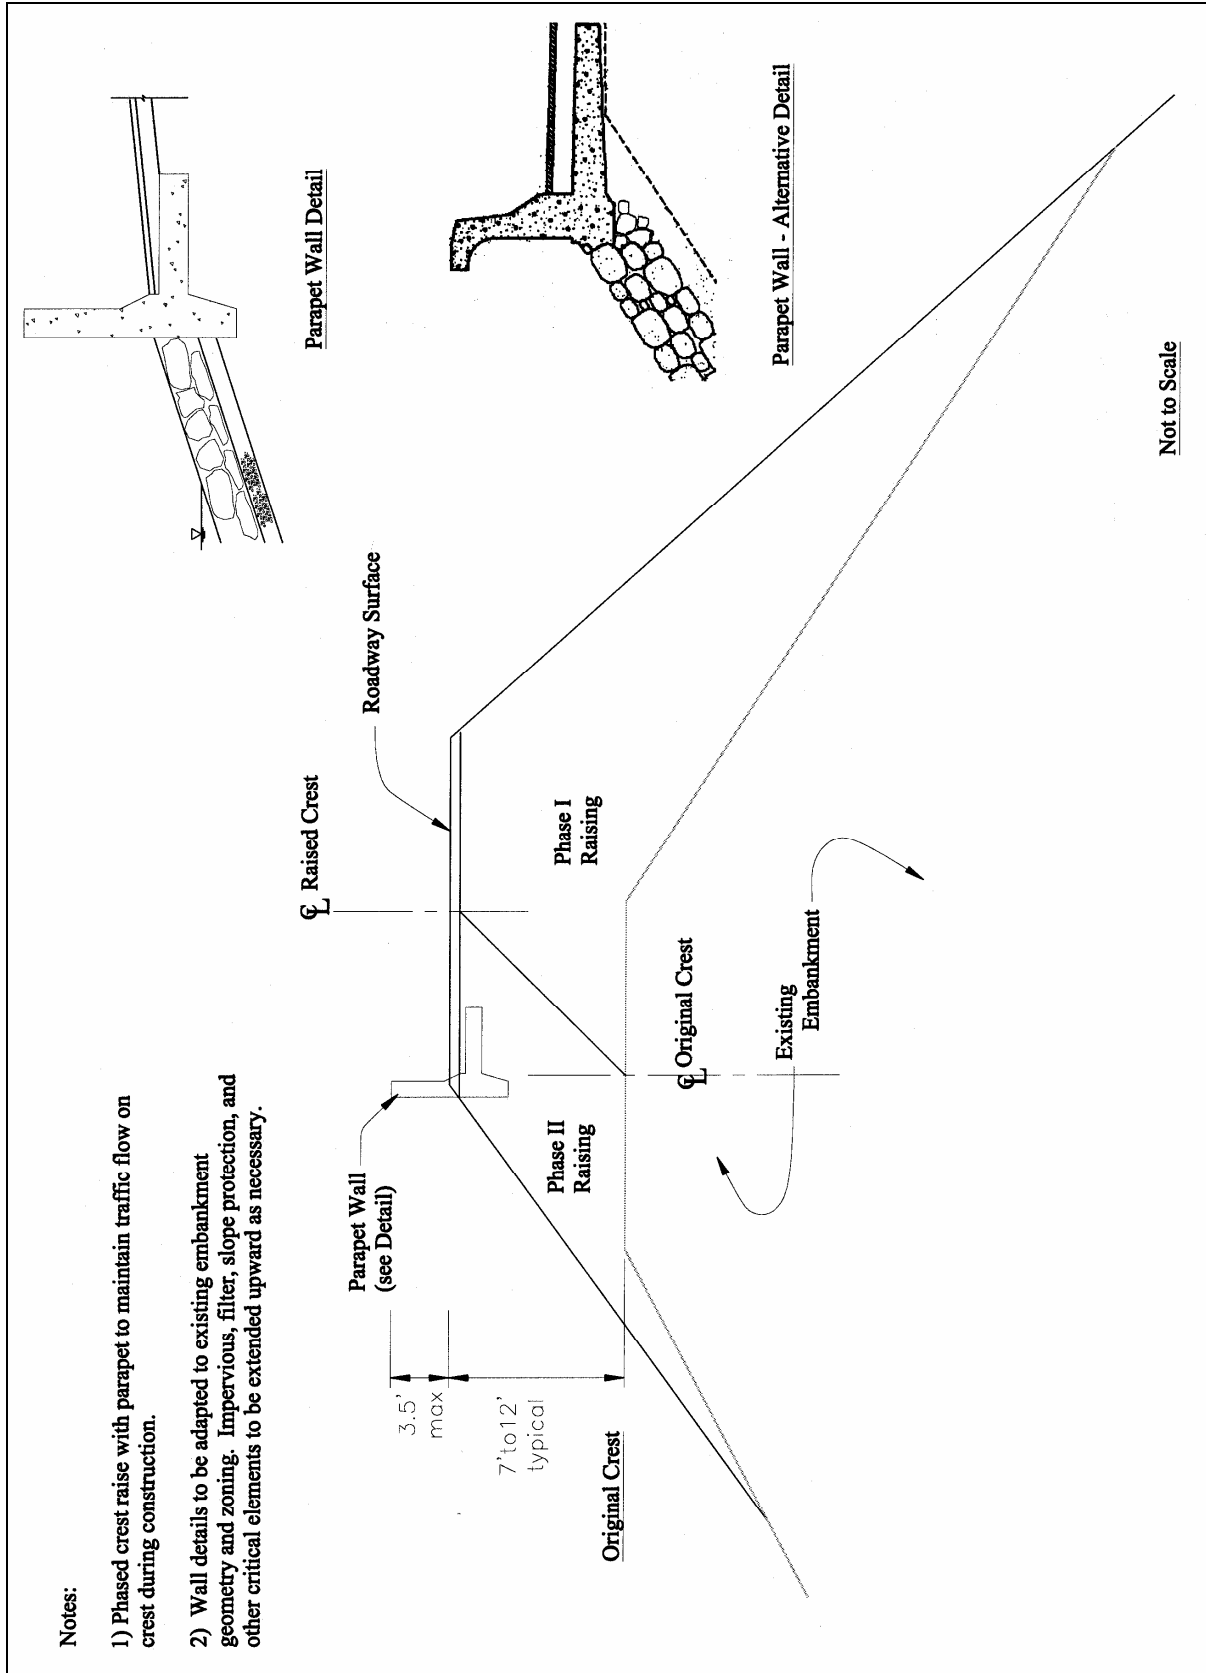 Notes:
1) Phased crest raise with parapet to maintain traffic flow on
crest during construction.
2) Wall details to be adapted to existing embankment
geometry and zoning. Impervious, filter, slope protection, and
other critical elements to be extended upward as necessary.
Parapet Wall Detail
Parapet Wall - Alternative Detail
℄ Raised Crest
Roadway Surface
Parapet Wall
(see Detail)
3.5'
max
7' to 12'
typical
Original Crest
Phase I
Raising
Phase II
Raising
℄ Original Crest
Existing
Embankment
Not to Scale